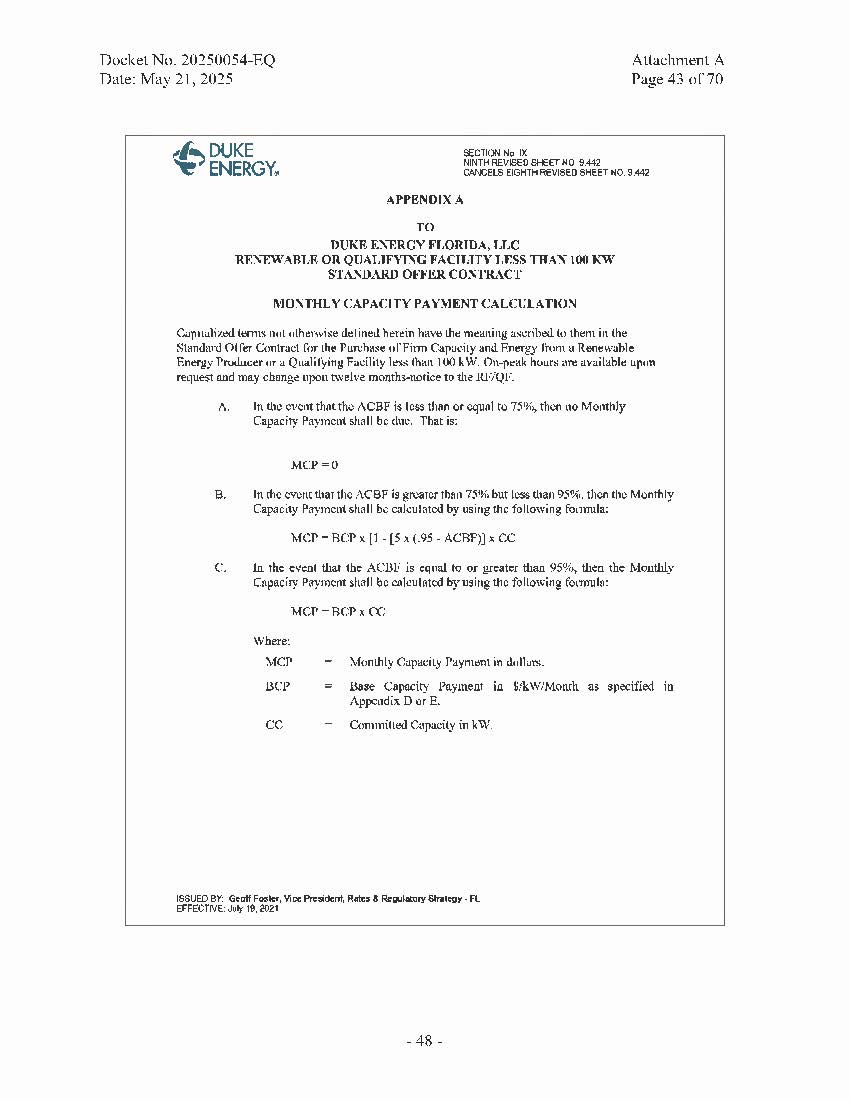 Docket No. 20250054-EQ
Date: May 21, 2025
Attachment A
Page 43 of 70
DUKE
ENERGY
SECTION No. IX
NINTH REVISED SHEET NO. 9.442
CANCELS EIGHTH REVISED SHEET NO. 9.442
APPENDIX A
TO
DUKE ENERGY FLORIDA, LLC
RENEWABLE OR QUALIFYING FACILITY LESS THAN 100 KW
STANDARD OFFER CONTRACT
MONTHLY CAPACITY PAYMENT CALCULATION
Capitalized terms not otherwise defined herein have the meaning ascribed to them in the
Standard Offer Contract for the Purchase of Firm Capacity and Energy from a Renewable
Energy Producer or a Qualifying Facility less than 100 kW. On-peak hours are available upon
request and may change upon twelve months-notice to the RF/QF.
A. In the event that the ACBF is less than or equal to 75%, then no Monthly
Capacity Payment shall be due. That is:
MCP = 0
B. In the event that the ACBF is greater than 75% but less than 95%, then the Monthly
Capacity Payment shall be calculated by using the following formula:
MCP = BCP x [1 - [5 x (.95 - ACBF)] x CC
C. In the event that the ACBF is equal to or greater than 95%, then the Monthly
Capacity Payment shall be calculated by using the following formula:
MCP = BCP x CC
Where:
MCP = Monthly Capacity Payment in dollars.
BCP = Base Capacity Payment in $/kW/Month as specified in
Appendix D or E.
CC = Committed Capacity in kW.
ISSUED BY: Geoff Foster, Vice President, Rates & Regulatory Strategy - FL
EFFECTIVE: July 19, 2021
- 48 -